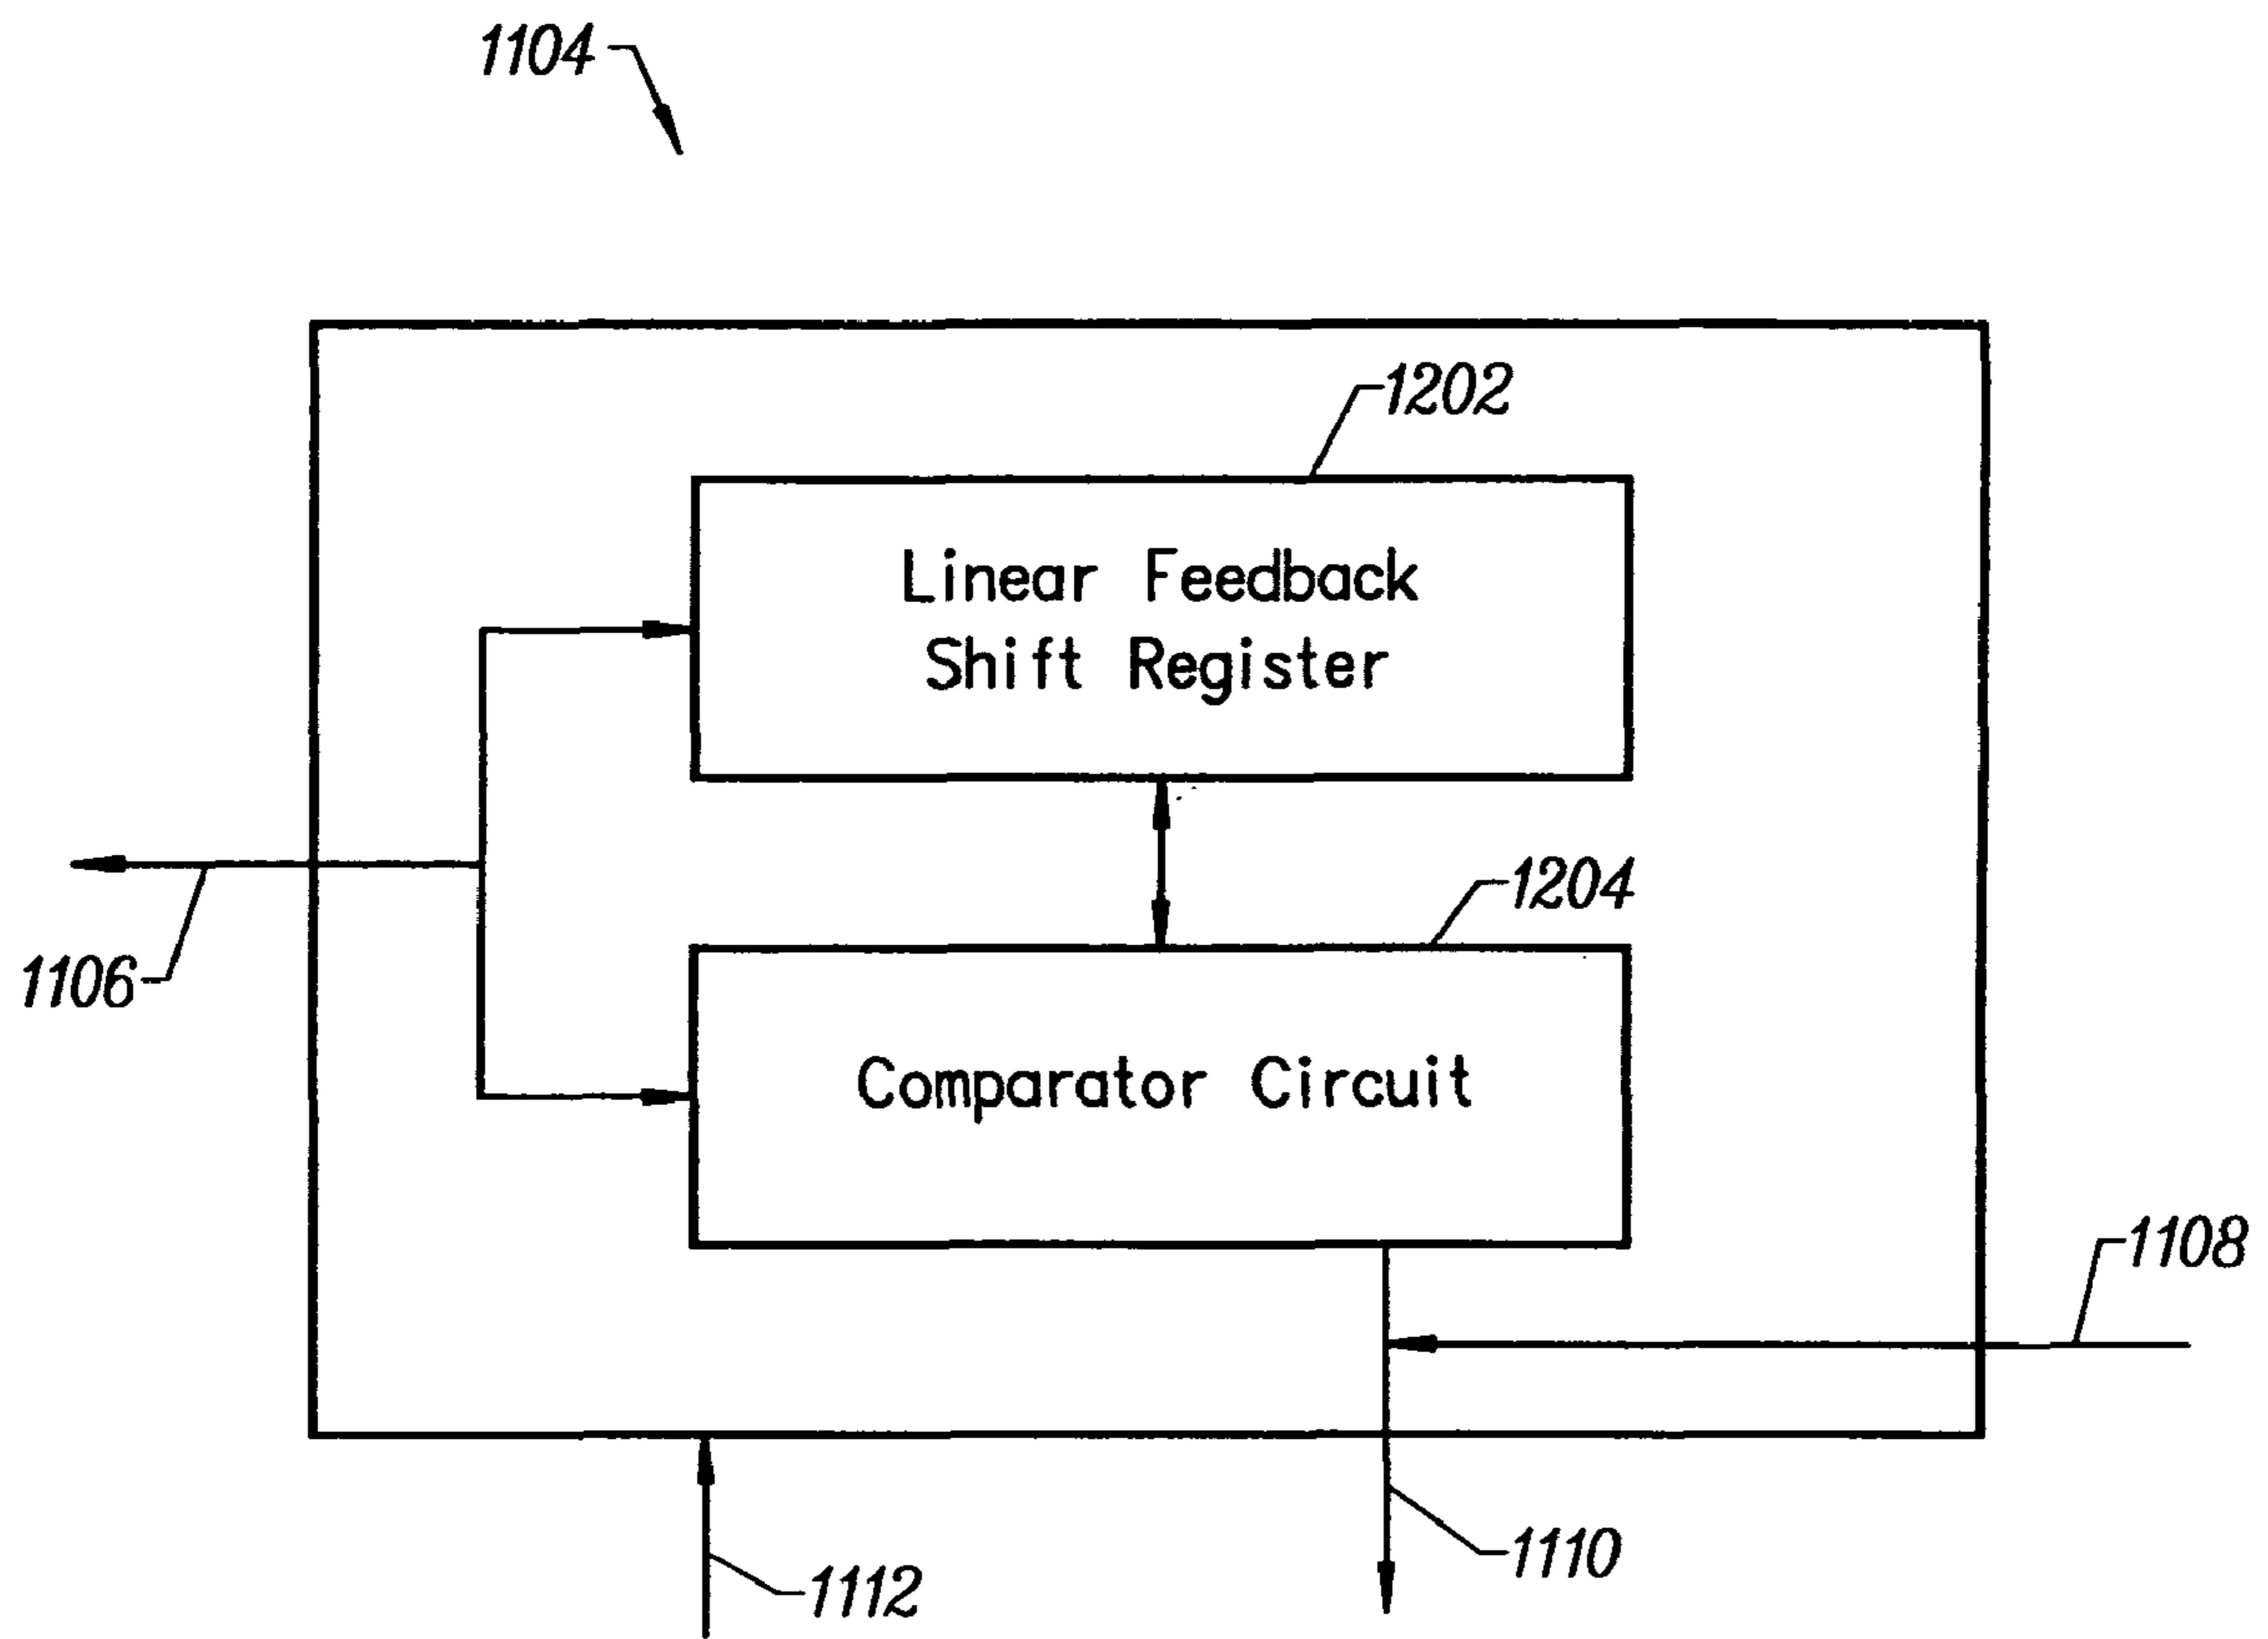 1104
1202
Linear Feedback
Shift Register
1204
1106
Comparator Circuit
1108
1110
1112